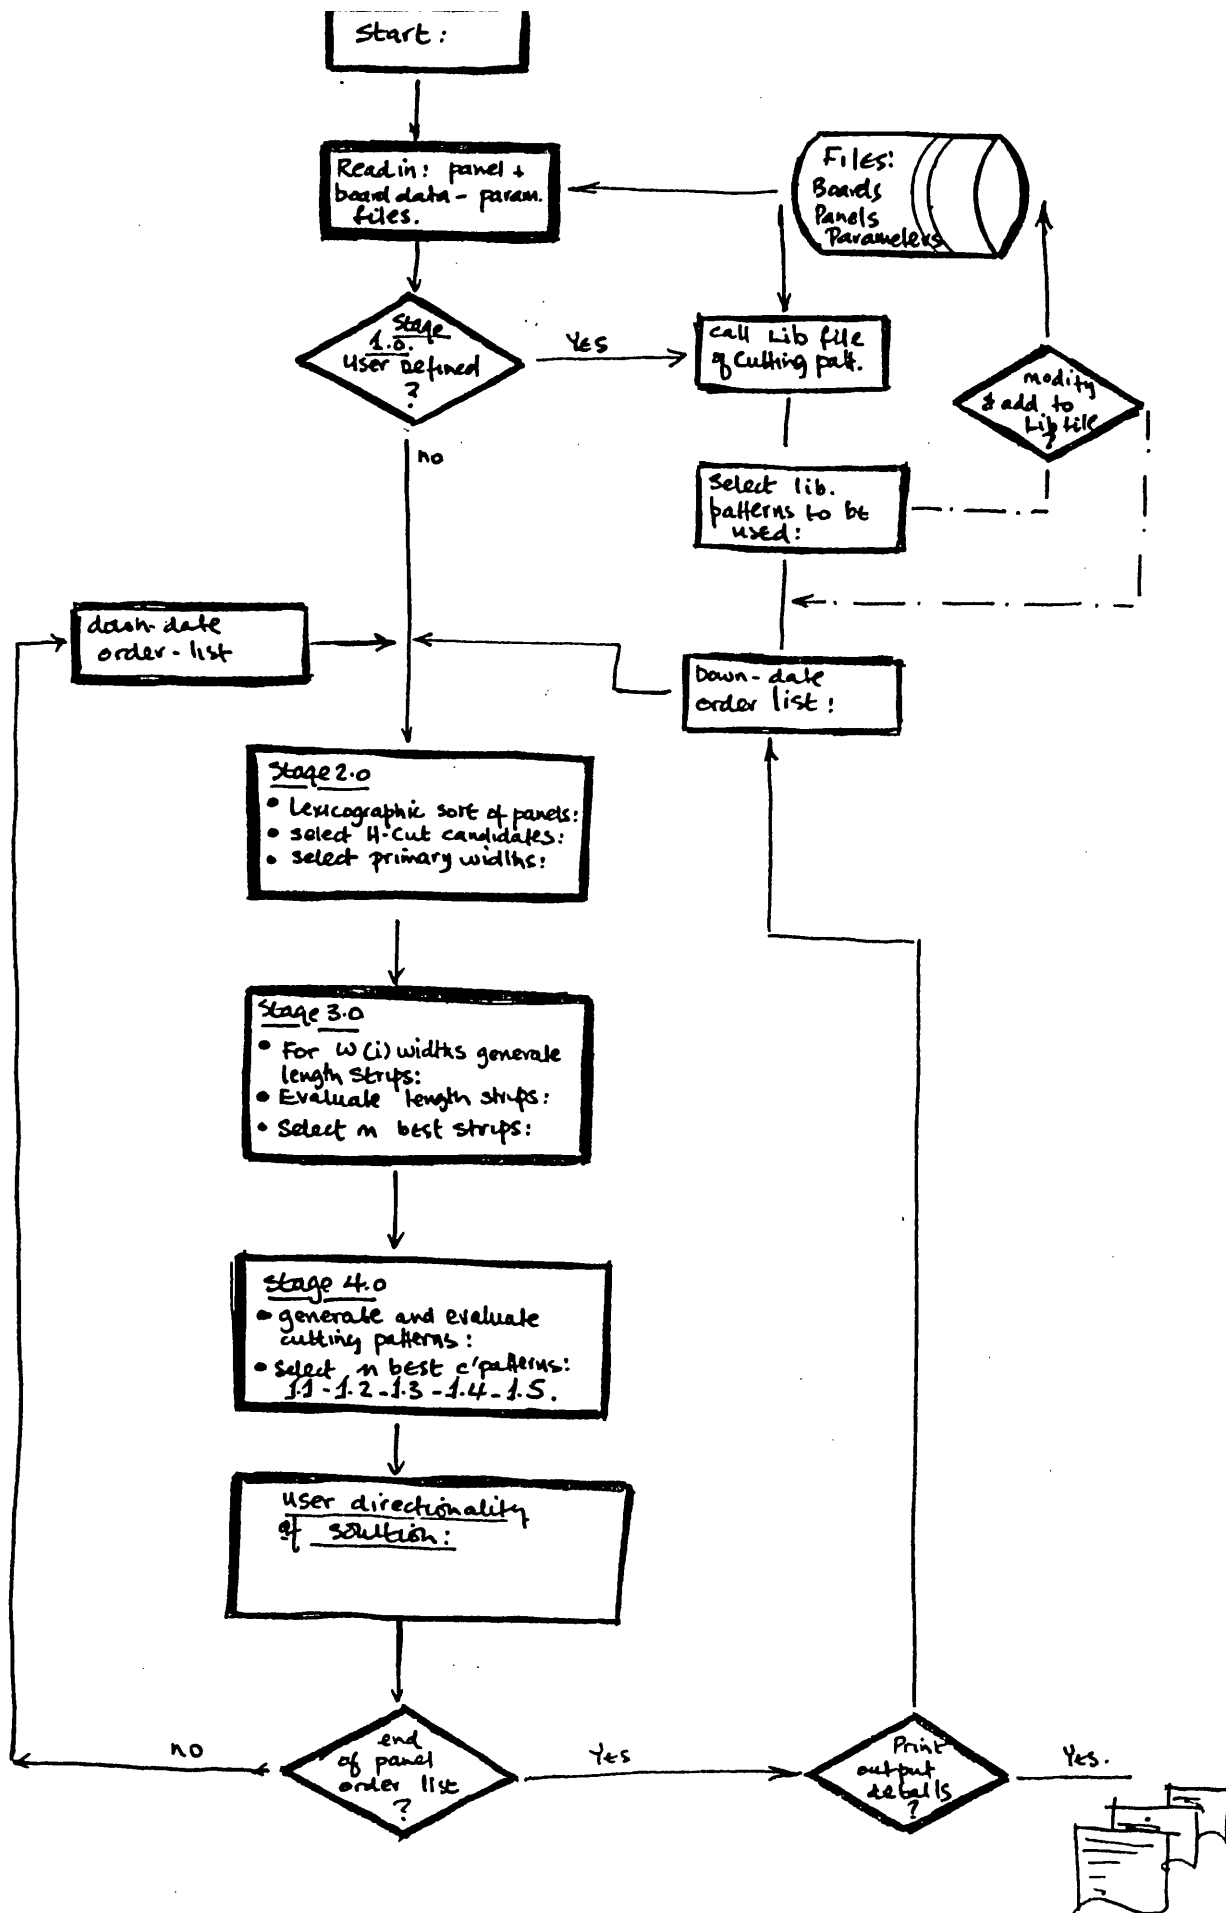 Start:
Read in: panel +
board data - param.
files.
Files:
Boards
Panels
Parameters
Stage
1.0.
User Defined
?
YES
no
call Lib file
of Cutting patt.
modify
& add to
Lib file
?
Select lib.
patterns to be
used:
down-date
order-list
Down-date
order list:
Stage 2.0
• Lexicographic sort of panels:
• select H-Cut candidates:
• select primary widths:
Stage 3.0
• For W(i) widths generate
length strips:
• Evaluate length strips:
• Select n best strips:
Stage 4.0
• generate and evaluate
cutting patterns:
• Select n best c'patterns:
1.1 - 1.2 - 1.3 - 1.4 - 1.5.
User directionality
of solution:
end
of panel
order list
?
no
YES
Print
output
details
?
YES.